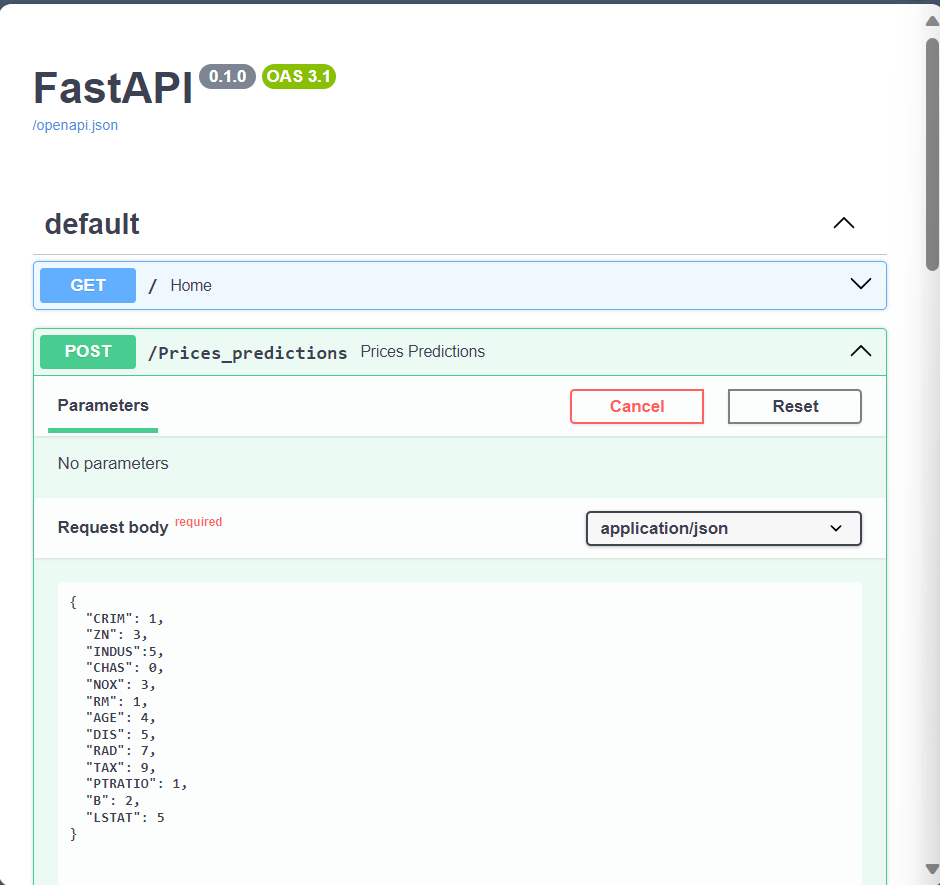 FastAPI 0.1.0 OAS 3.1
/openapi.json
default
GET / Home
POST /Prices_predictions Prices Predictions
Parameters Cancel Reset
No parameters
Request body required application/json
{
  "CRIM": 1,
  "ZN": 3,
  "INDUS":5,
  "CHAS": 0,
  "NOX": 3,
  "RM": 1,
  "AGE": 4,
  "DIS": 5,
  "RAD": 7,
  "TAX": 9,
  "PTRATIO": 1,
  "B": 2,
  "LSTAT": 5
}